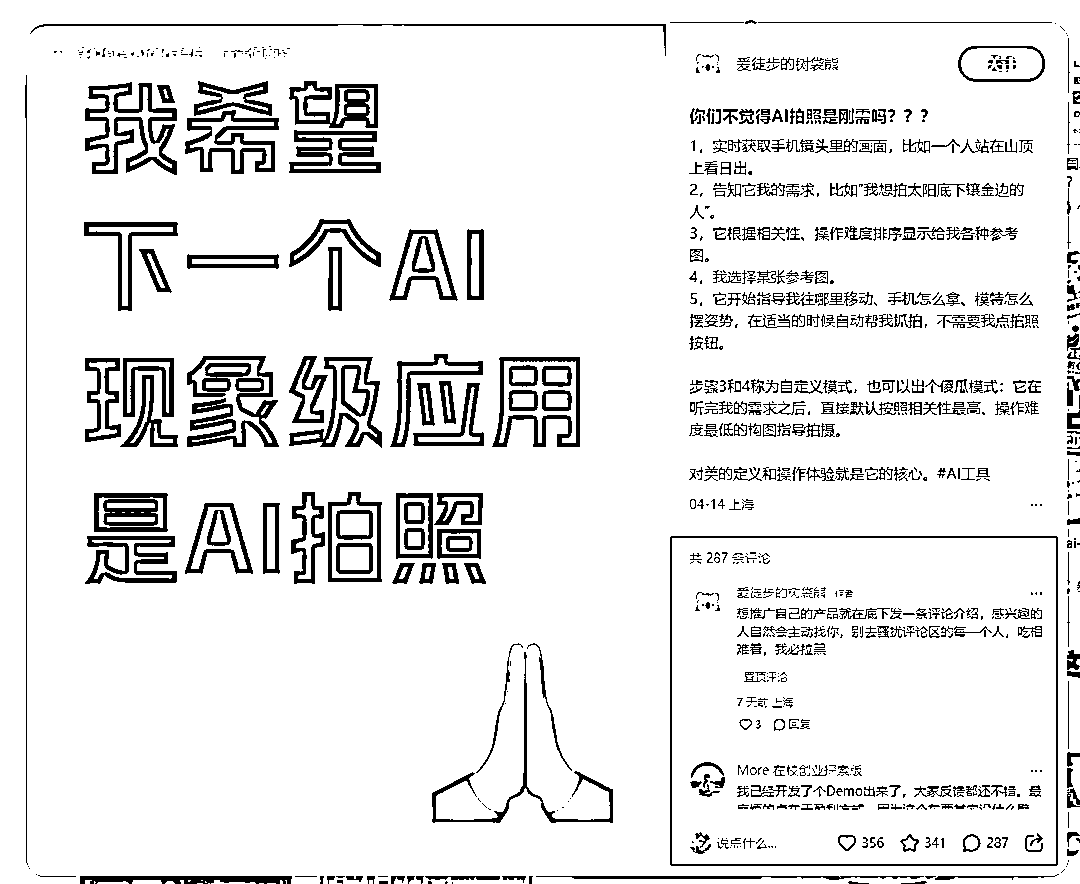 我希望
下一个AI
现象级应用
是AI拍照
爱徒步的树袋熊
你们不觉得AI拍照是刚需吗？？？
1，实时获取手机镜头里的画面，比如一个人站在山顶
上看日出。
2，告知它我的需求，比如“我想拍太阳底下镶金边的
人”。
3，它根据相关性、操作难度排序显示给我各种参考
图。
4，我选择某张参考图。
5，它开始指导我往哪里移动、手机怎么拿、模特怎么
摆姿势，在适当的时候自动帮我抓拍，不需要我点拍照
按钮。
步骤3和4称为自定义模式，也可以出个傻瓜模式：它在
听完我的需求之后，直接默认按照相关性最高、操作难
度最低的构图指导拍摄。
对美的定义和操作体验就是它的核心。#AI工具
04-14 上海
共 287 条评论
爱徒步的树袋熊 作者
想推广自己的产品就在底下发一条评论介绍，感兴趣的
人自然会主动找你，别去骚扰评论区的每一个人，吃相
难看，我必拉黑
置顶评论
7 天前 上海
3 回复
More 在校创业探索版
我已经开发了个Demo出来了，大家反馈都还不错。最
说点什么... 356 341 287